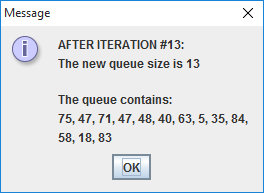 Message
AFTER ITERATION #13:
The new queue size is 13
The queue contains:
75, 47, 71, 47, 48, 40, 63, 5, 35, 84,
58, 18, 83
OK